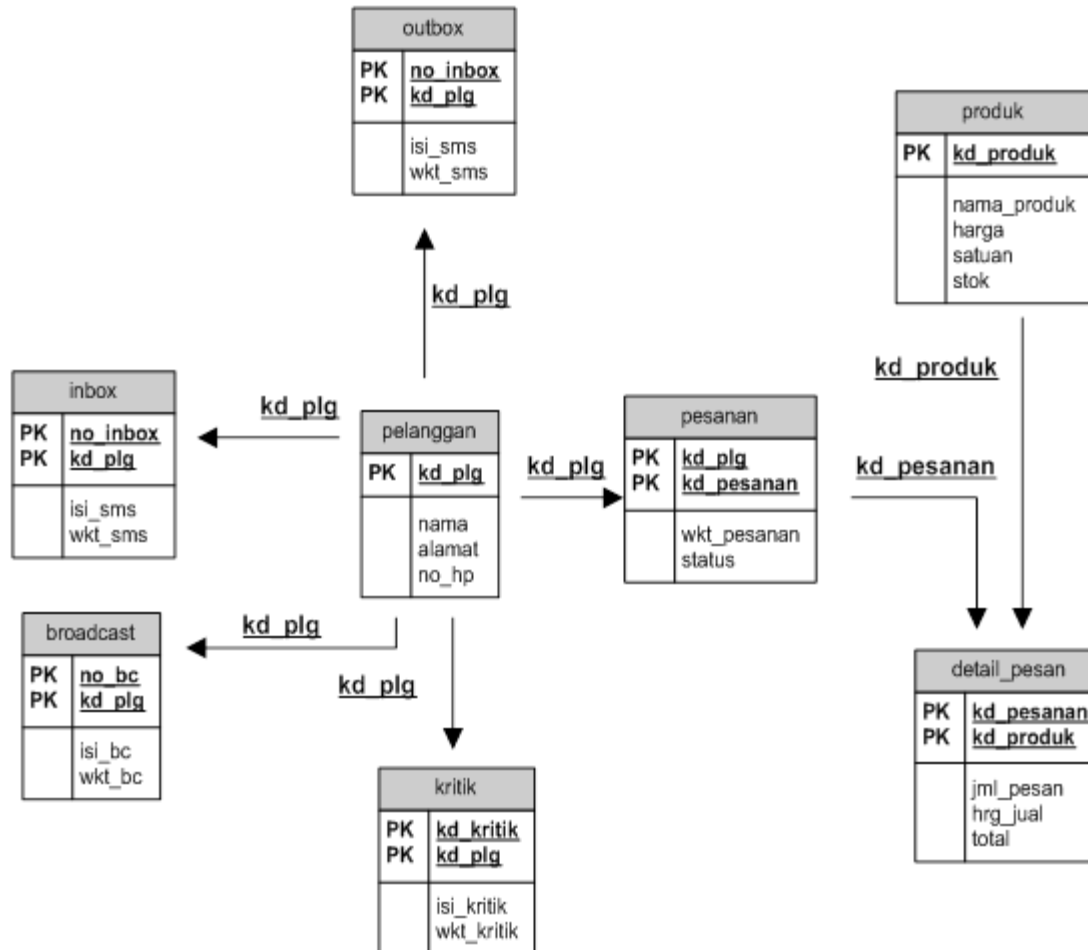 outbox
PK no_inbox
PK kd_plg
isi_sms
wkt_sms
produk
PK kd_produk
nama_produk
harga
satuan
stok
kd_plg
kd_produk
inbox
PK no_inbox
PK kd_plg
isi_sms
wkt_sms
kd_plg
pelanggan
PK kd_plg
nama
alamat
no_hp
kd_plg
pesanan
PK kd_plg
PK kd_pesanan
wkt_pesanan
status
kd_pesanan
broadcast
PK no_bc
PK kd_plg
isi_bc
wkt_bc
kd_plg
kd_plg
detail_pesan
PK kd_pesanan
PK kd_produk
jml_pesan
hrg_jual
total
kritik
PK kd_kritik
PK kd_plg
isi_kritik
wkt_kritik